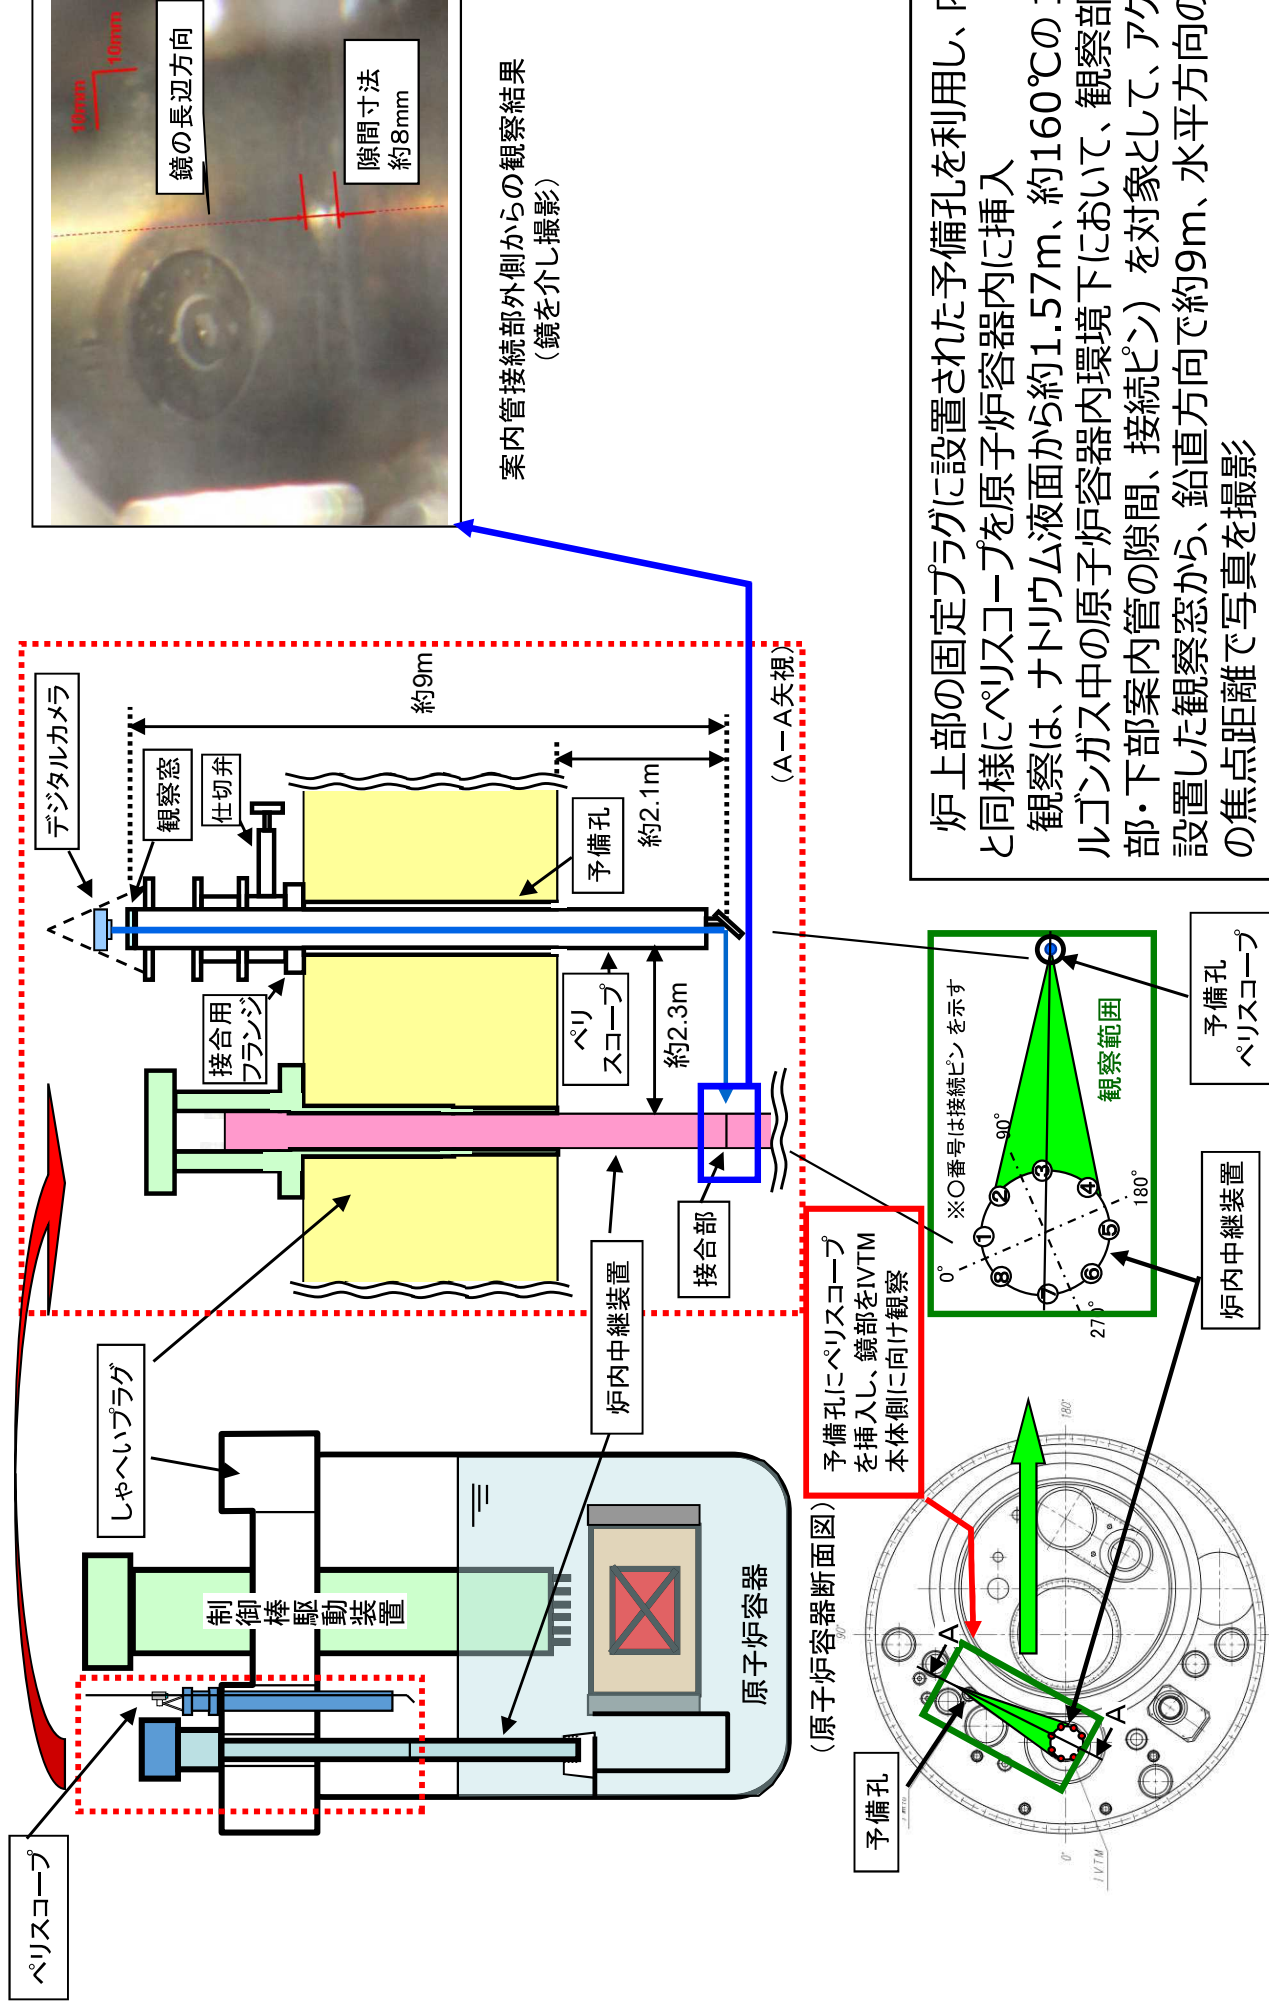 ペリスコープ
しゃへいプラグ
制御棒駆動装置
原子炉容器
炉内中継装置
デジタルカメラ
観察窓
仕切弁
接合用
フランジ
予備孔
ペリ
スコープ
接合部
約9m
約2.1m
約2.3m
(A-A矢視)
10mm
10mm
鏡の長辺方向
隙間寸法
約8mm
案内管接続部外側からの観察結果
(鏡を介し撮影)
(原子炉容器断面図)
予備孔にペリスコープ
を挿入し、鏡部をIVTM
本体側に向け観察
予備孔
A
A
0°
90°
180°
IVTM
※○番号は接続ピン を示す
0°
90°
180°
27
①
②
③
④
⑤
⑥
⑦
⑧
観察範囲
予備孔
ペリスコープ
炉内中継装置
炉上部の固定プラグに設置された予備孔を利用し、
と同様にペリスコープを原子炉容器内に挿入
観察は、ナトリウム液面から約1.57m、約160℃の
ルゴンガス中の原子炉容器内環境下において、観察部
部・下部案内管の隙間、接続ピン）を対象として、アク
設置した観察窓から、鉛直方向で約9m、水平方向の
の焦点距離で写真を撮影